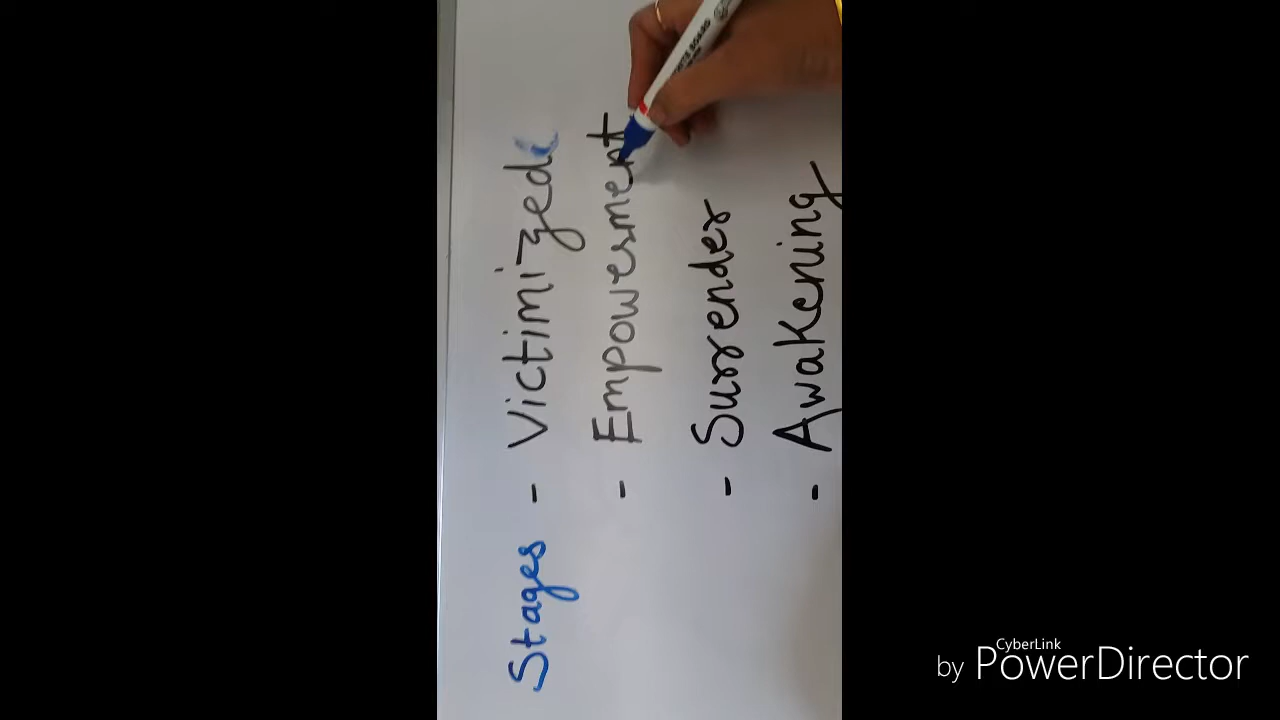 Stages - Victimized
- Empowerment
- Surrender
- Awakening
CyberLink
by PowerDirector